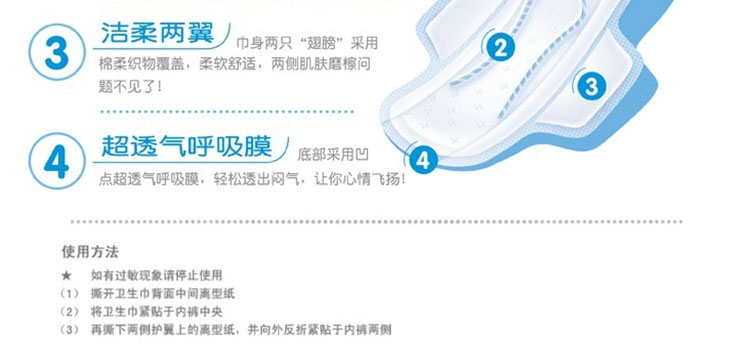 3 洁柔两翼 巾身两只“翅膀”采用
棉柔织物覆盖，柔软舒适，两侧肌肤磨檫问
题不见了！
2
3
4 超透气呼吸膜 底部采用凹
点超透气呼吸膜，轻松透出闷气，让你心情飞扬！
4
使用方法
★ 如有过敏现象请停止使用
（1） 撕开卫生巾背面中间离型纸
（2） 将卫生巾紧贴于内裤中央
（3） 再撕下两侧护翼上的离型纸，并向外反折紧贴于内裤两侧